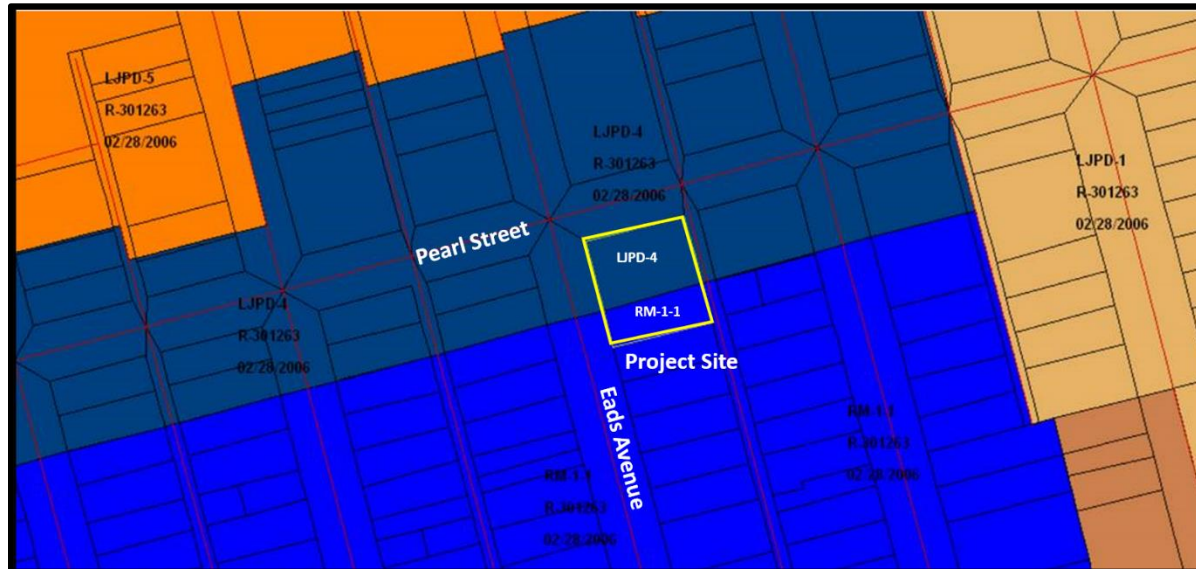 LJPD-5
R-301263
02/28/2006
LJPD-4
R-301263
02/28/2006
LJPD-1
R-301263
02/28/2006
Pearl Street
LJPD-4
LJPD-4
R-301263
02/28/2006
RM-1-1
Project Site
Eads Avenue
RM-1-1
R-301263
02/28/2006
RM-1-1
R-301263
02/28/2006